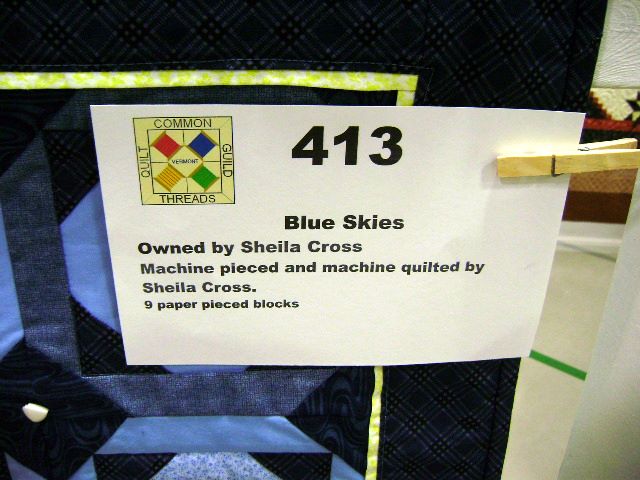 COMMON
QUILT
VERMONT
GUILD
THREADS
413
Blue Skies
Owned by Sheila Cross
Machine pieced and machine quilted by
Sheila Cross.
9 paper pieced blocks